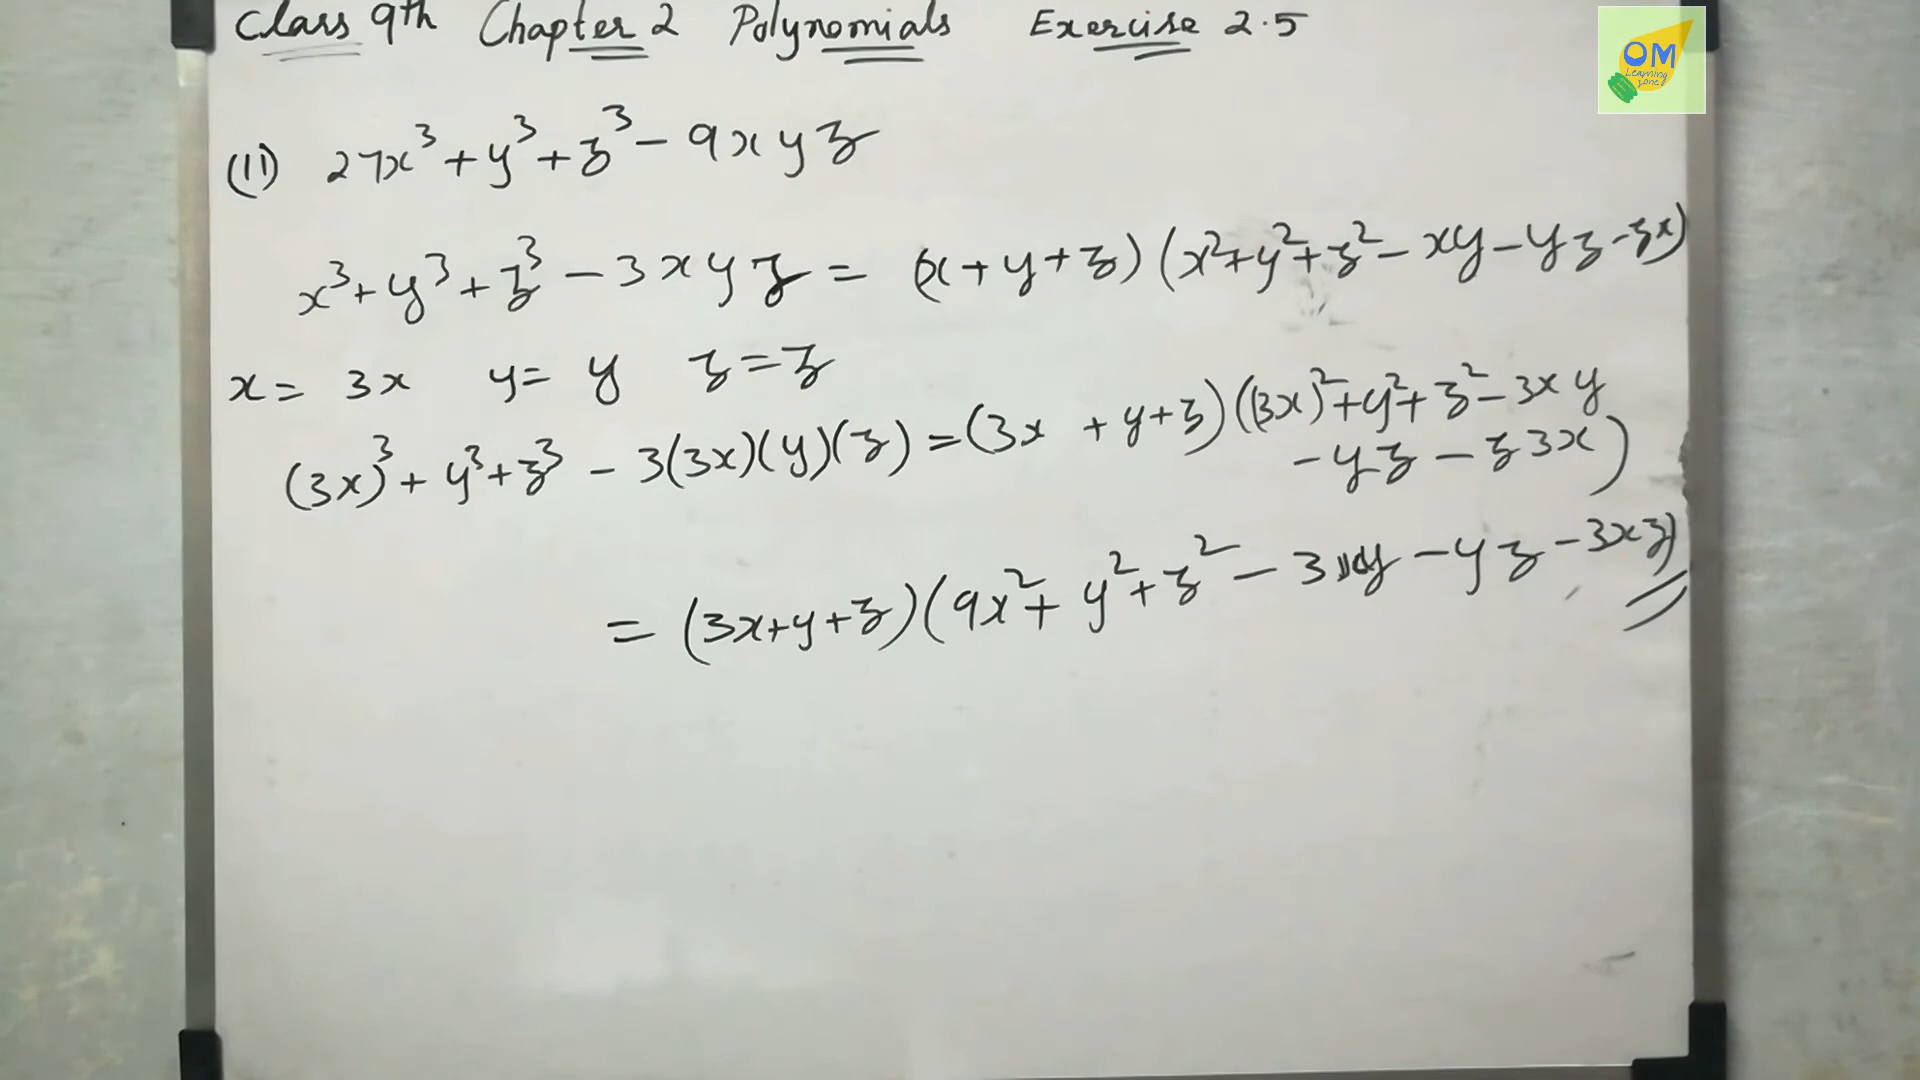 Class 9th Chapter 2 Polynomials Exercise 2.5
OM
Learning
Zone
(11) 27x³ + y³ + z³ - 9xyz
x³ + y³ + z³ - 3xyz = (x + y + z) (x² + y² + z² - xy - yz - zx)
x = 3x y = y z = z
(3x)³ + y³ + z³ - 3(3x)(y)(z) = (3x + y + z) ((3x)² + y² + z² - 3xy
- yz - z3x)
= (3x + y + z) (9x² + y² + z² - 3xy - yz - 3xz)